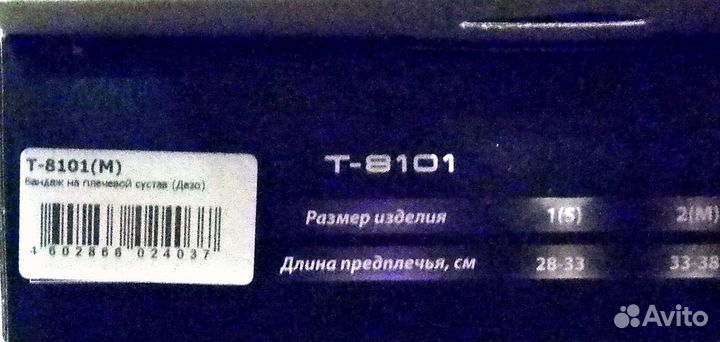 T-8101(M)
Бандаж на плечевой сустав (Дезо)
4 602866 024037
T-8101
Размер изделия 1(S) 2(M)
Длина предплечья, см 28-33 33-38
Avito